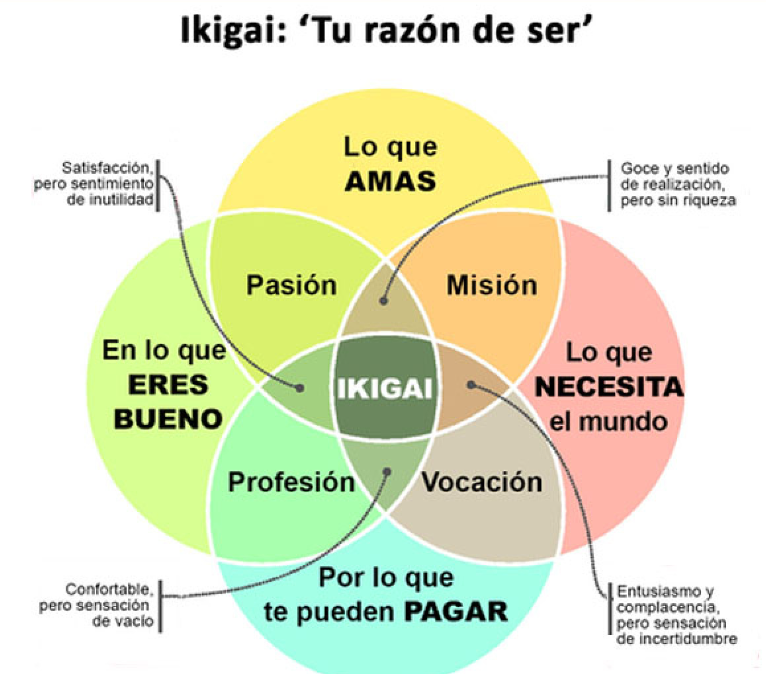 Ikigai: ‘Tu razón de ser’
Lo que
AMAS
Satisfacción,
pero sentimiento
de inutilidad
Goce y sentido
de realización,
pero sin riqueza
Pasión
Misión
En lo que
ERES
BUENO
IKIGAI
Lo que
NECESITA
el mundo
Profesión
Vocación
Por lo que
te pueden PAGAR
Confortable,
pero sensación
de vacío
Entusiasmo y
complacencia,
pero sensación
de incertidumbre